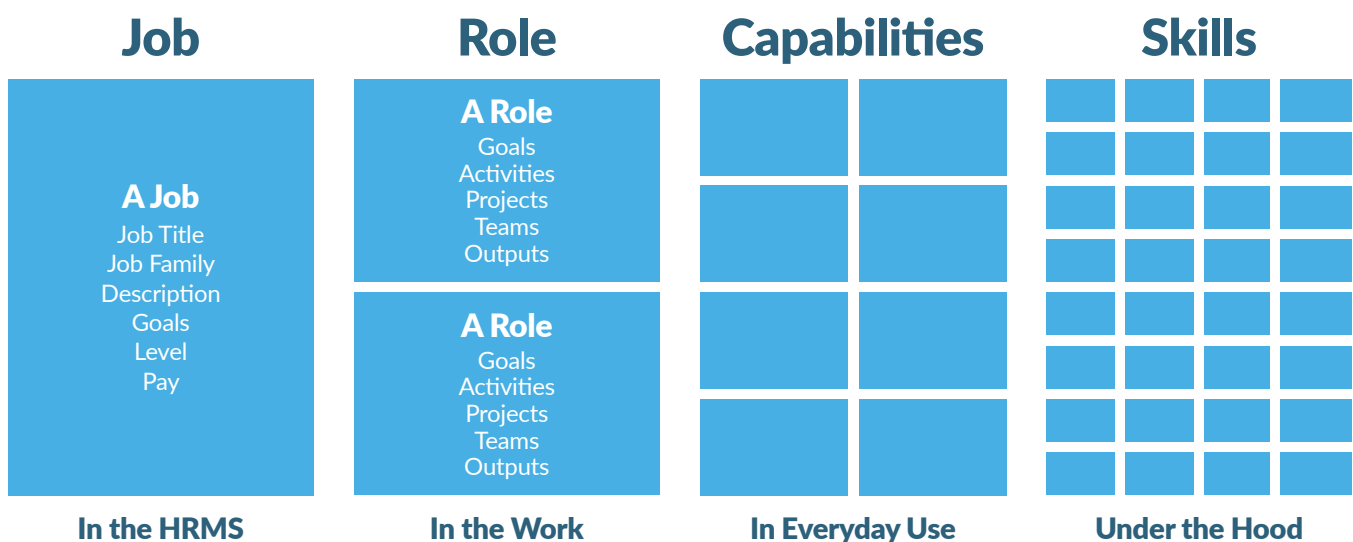 Job
Role
Capabilities
Skills
A Job
Job Title
Job Family
Description
Goals
Level
Pay
A Role
Goals
Activities
Projects
Teams
Outputs
A Role
Goals
Activities
Projects
Teams
Outputs
In the HRMS
In the Work
In Everyday Use
Under the Hood